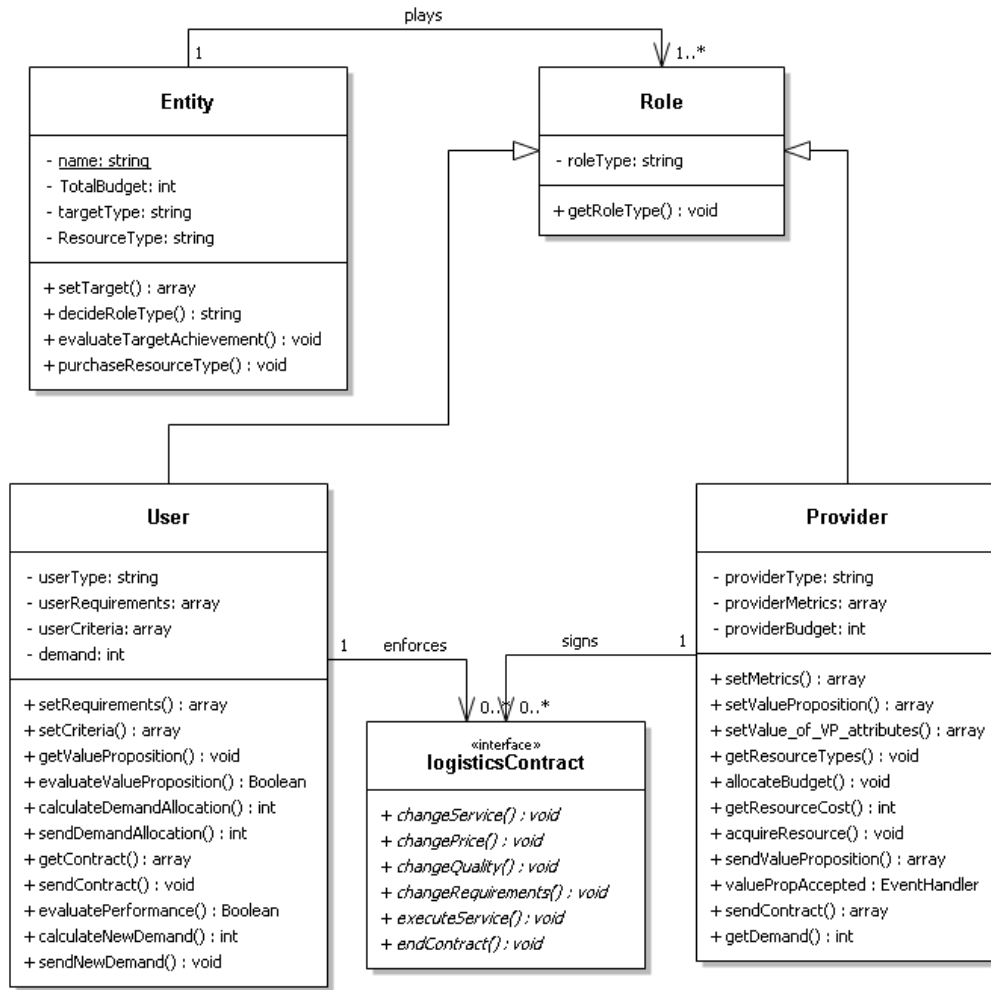 plays
1
1..*
Entity
- name: string
- TotalBudget: int
- targetType: string
- ResourceType: string
+ setTarget() : array
+ decideRoleType() : string
+ evaluateTargetAchievement() : void
+ purchaseResourceType() : void
Role
- roleType: string
+ getRoleType() : void
User
- userType: string
- userRequirements: array
- userCriteria: array
- demand: int
+ setRequirements() : array
+ setCriteria() : array
+ getValueProposition() : void
+ evaluateValueProposition() : Boolean
+ calculateDemandAllocation() : int
+ sendDemandAllocation() : int
+ getContract() : array
+ sendContract() : void
+ evaluatePerformance() : Boolean
+ calculateNewDemand() : int
+ sendNewDemand() : void
1
enforces
signs
1
0..*
0..*
«interface»
logisticsContract
+ changeService() : void
+ changePrice() : void
+ changeQuality() : void
+ changeRequirements() : void
+ executeService() : void
+ endContract() : void
Provider
- providerType: string
- providerMetrics: array
- providerBudget: int
+ setMetrics() : array
+ setValueProposition() : array
+ setValue_of_VP_attributes() : array
+ getResourceTypes() : void
+ allocateBudget() : void
+ getResourceCost() : int
+ acquireResource() : void
+ sendValueProposition() : array
+ valuePropAccepted : EventHandler
+ sendContract() : array
+ getDemand() : int